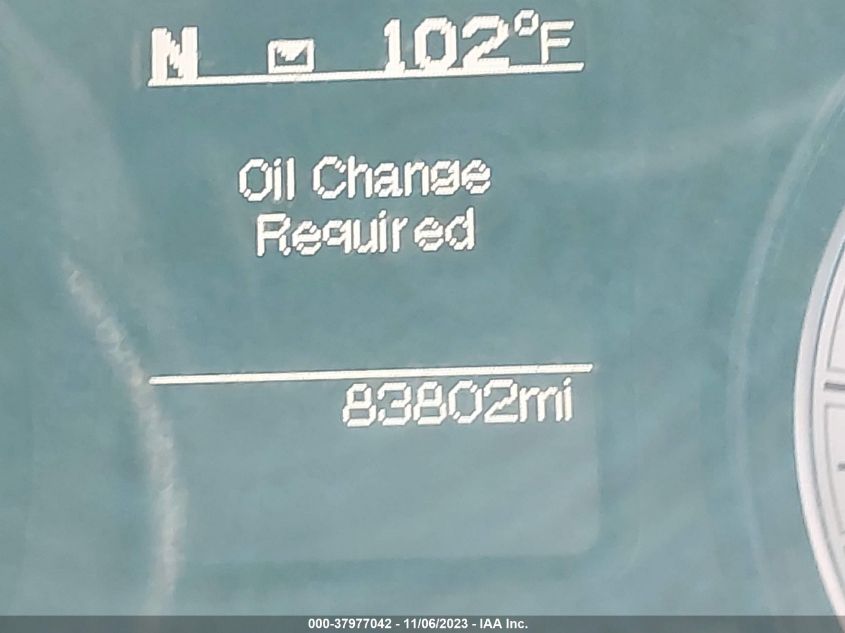 N 102°F
Oil Change
Required
83802mi
000-37977042 - 11/06/2023 - IAA Inc.